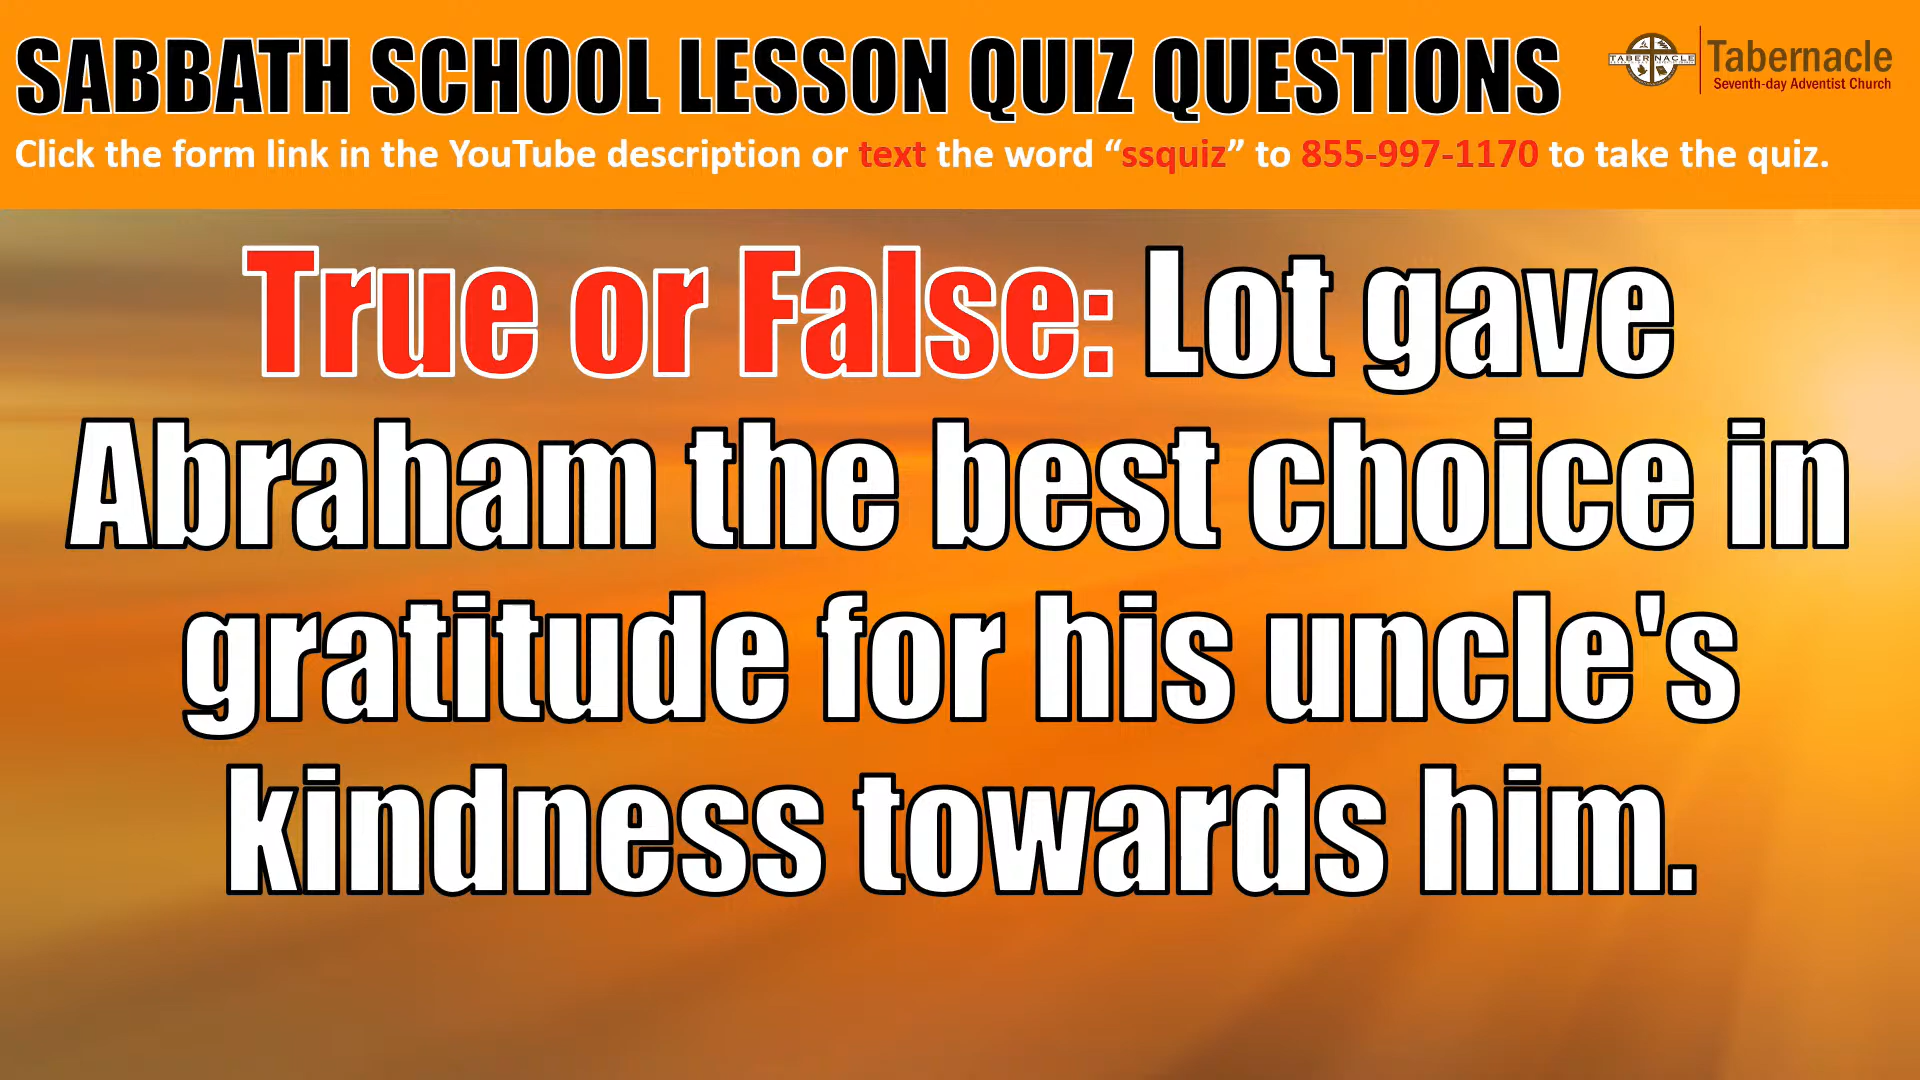 SABBATH SCHOOL LESSON QUIZ QUESTIONS
TABERNACLE
Tabernacle
Seventh-day Adventist Church
Click the form link in the YouTube description or text the word “ssquiz” to 855-997-1170 to take the quiz.
True or False: Lot gave
Abraham the best choice in
gratitude for his uncle's
kindness towards him.